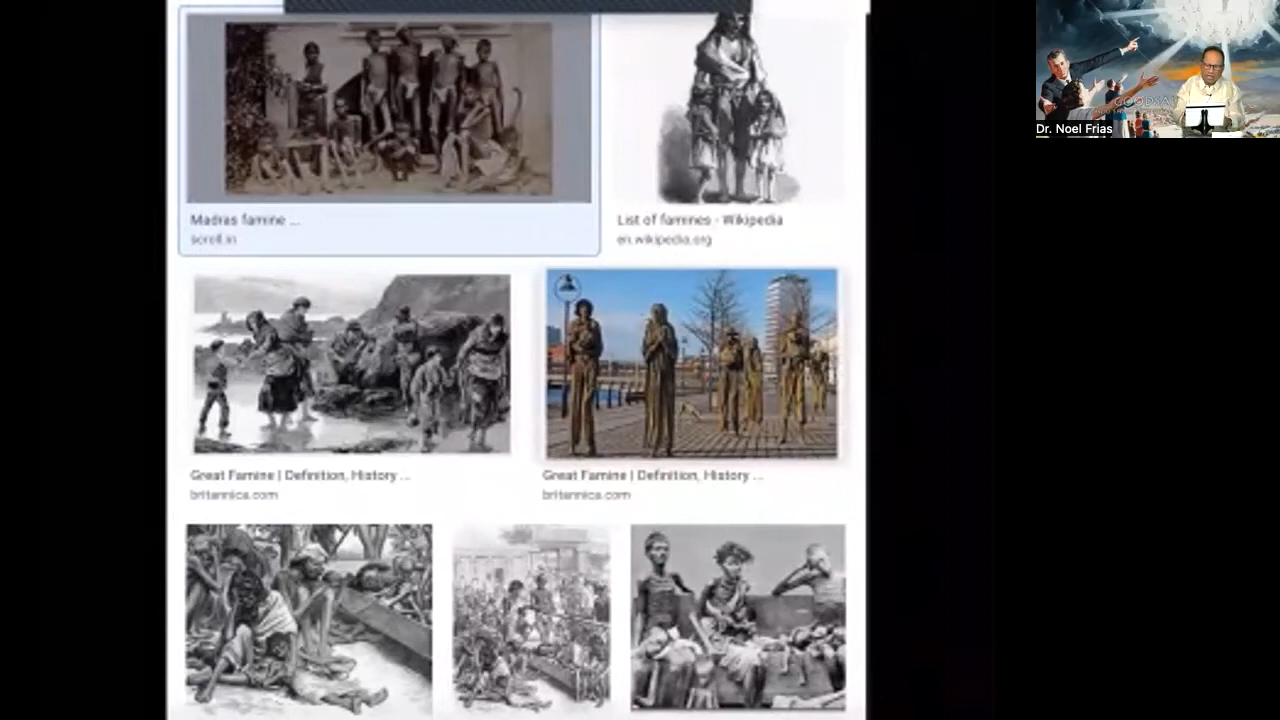 Dr. Noel Frias
Madras famine ...
scroll.in
List of famines - Wikipedia
en.wikipedia.org
Great Famine | Definition, History ...
britannica.com
Great Famine | Definition, History ...
britannica.com